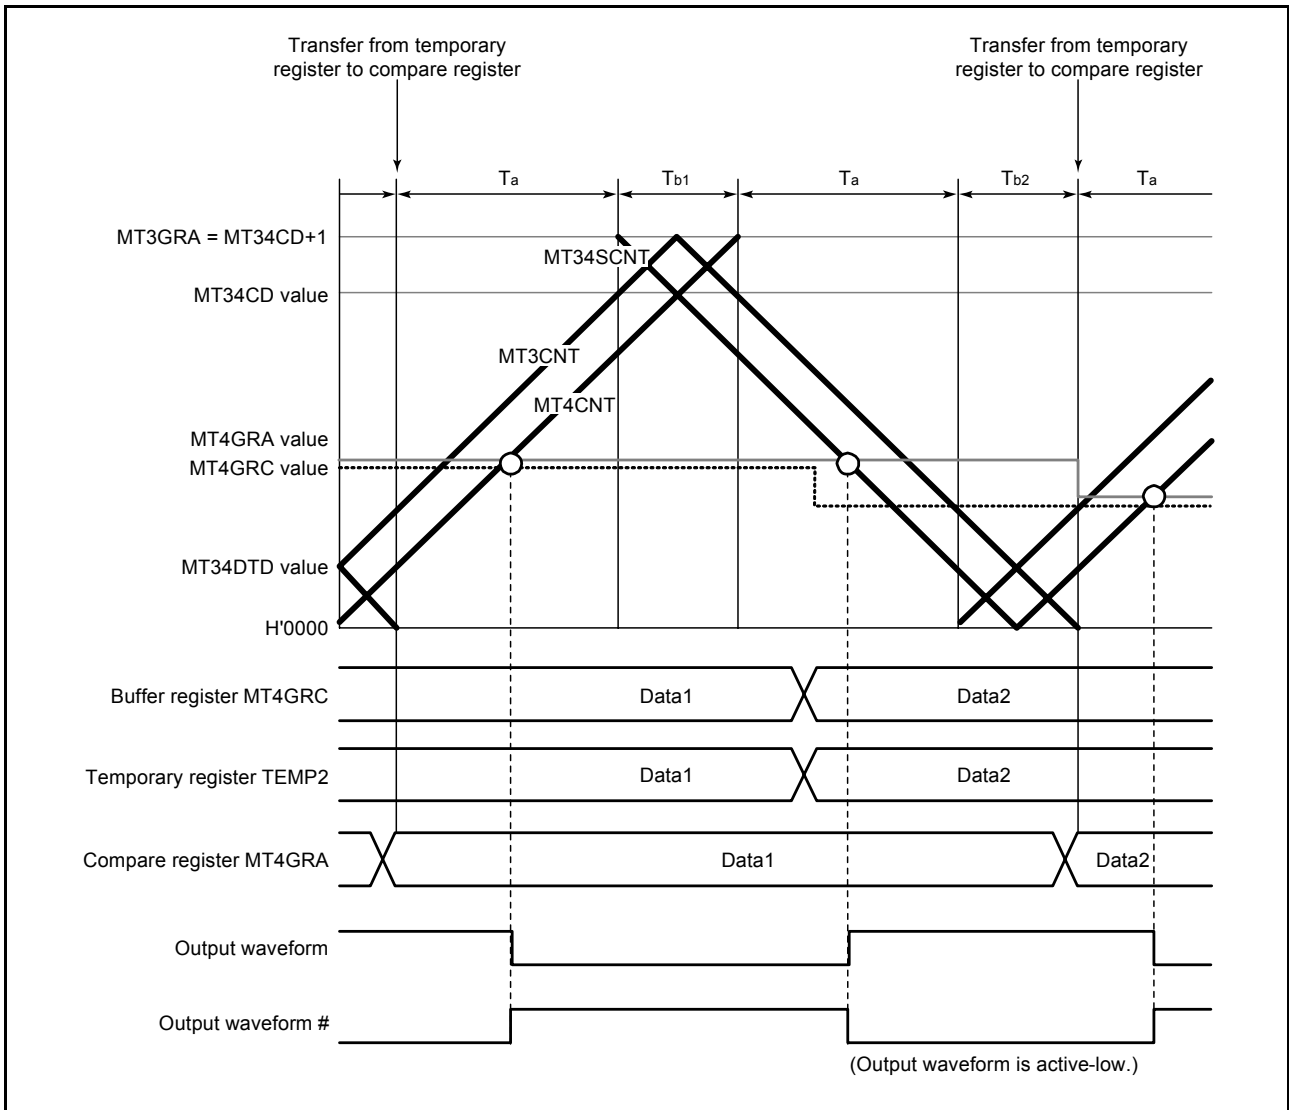 Transfer from temporary
register to compare register
Transfer from temporary
register to compare register
Ta
Tb1
Ta
Tb2
Ta
MT3GRA = MT34CD+1
MT34SCNT
MT34CD value
MT3CNT
MT4CNT
MT4GRA value
MT4GRC value
MT34DTD value
H'0000
Buffer register MT4GRC
Data1
Data2
Temporary register TEMP2
Data1
Data2
Compare register MT4GRA
Data1
Data2
Output waveform
Output waveform #
(Output waveform is active-low.)